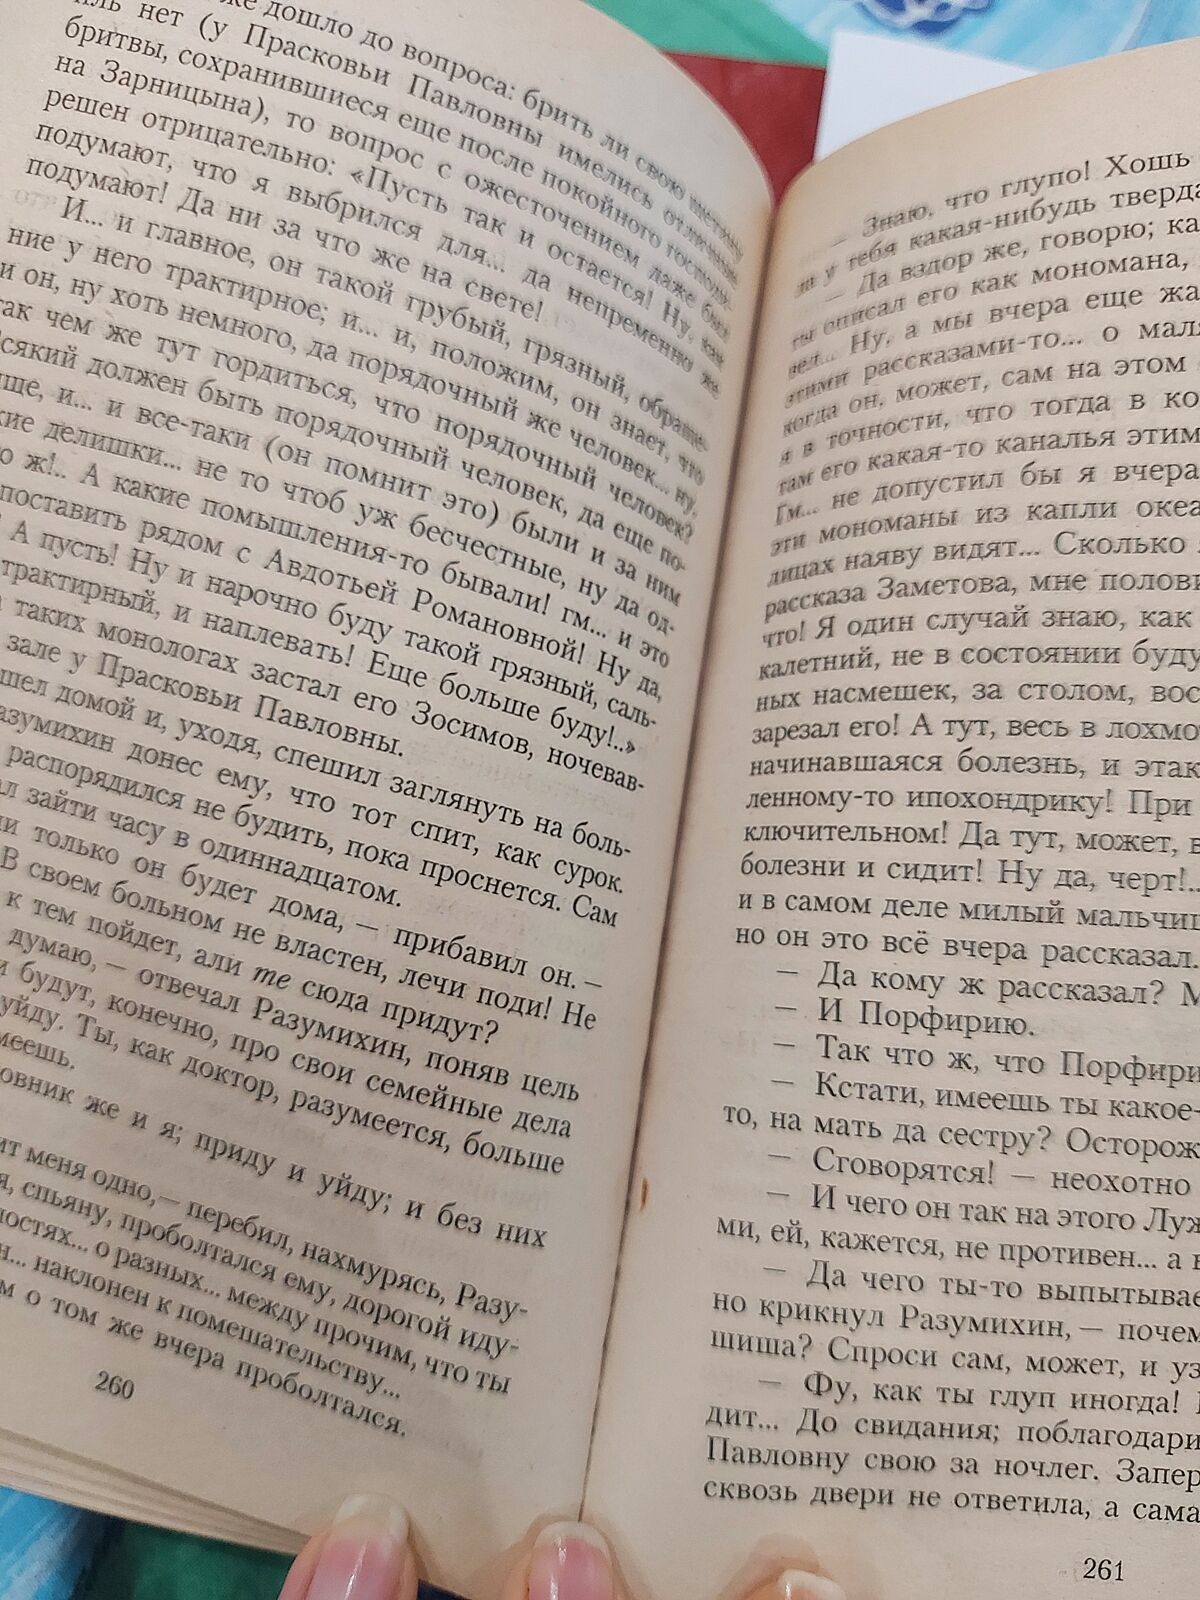 же дошло до вопроса: брить ли свою щетину
иль нет (у Прасковьи Павловны имелись отличные
бритвы, сохранившиеся еще после покойного господи-
на Зарницына), то вопрос с ожесточением даже был
решен отрицательно: «Пусть так и остается! Ну, как
подумают, что я выбрился для... да непременно же
подумают! Да ни за что же на свете!
И... и главное, он такой грубый, грязный, обраще-
ние у него трактирное; и... и, положим, он знает, что
и он, ну хоть немного, да порядочный же человек... ну,
так чем же тут гордиться, что порядочный человек?
Всякий должен быть порядочный человек, да еще по-
ще, и... и все-таки (он помнит это) были и за ним
кие делишки... не то чтоб уж бесчестные, ну да од-
о ж!.. А какие помышления-то бывали! гм... и это
поставить рядом с Авдотьей Романовной! Ну да,
А пусть! Ну и нарочно буду такой грязный, саль-
трактирный, и наплевать! Еще больше буду!..»
таких монологах застал его Зосимов, ночевав-
зале у Прасковьи Павловны.
шел домой и, уходя, спешил заглянуть на боль-
азумихин донес ему, что тот спит, как сурок.
распорядился не будить, пока проснется. Сам
ал зайти часу в одиннадцатом.
ли только он будет дома, — прибавил он. —
В своем больном не властен, лечи поди! Не
к тем пойдет, али те сюда придут?
думаю, — отвечал Разумихин, поняв цель
и будут, конечно, про свои семейные дела
уйду. Ты, как доктор, разумеется, больше
меешь.
овник же и я; приду и уйду; и без них
ит меня одно, — перебил, нахмурясь, Разу-
я, спьяну, проболтался ему, дорогой иду-
остях... о разных... между прочим, что ты
н... наклонен к помешательству...
м о том же вчера проболтался.
260
— Знаю, что глупо! Хошь
ла у тебя какая-нибудь тверда
— Да вздор же, говорю; ка
ты описал его как мономана,
вел... Ну, а мы вчера еще жа
этими рассказами-то... о маля
когда он, может, сам на этом
я в точности, что тогда в ко
там его какая-то каналья этим
Гм... не допустил бы я вчера
эти мономаны из капли океа
лицах наяву видят... Сколько
рассказа Заметова, мне полови
что! Я один случай знаю, как
калетний, не в состоянии буду
ных насмешек, за столом, вос
зарезал его! А тут, весь в лохмо
начинавшаяся болезнь, и этак
ленному-то ипохондрику! При
ключительном! Да тут, может, в
болезни и сидит! Ну да, черт!..
и в самом деле милый мальчиш
но он это всё вчера рассказал.
— Да кому ж рассказал? М
— И Порфирию.
— Так что ж, что Порфири
— Кстати, имеешь ты какое-
то, на мать да сестру? Осторож
— Сговорятся! — неохотно
— И чего он так на этого Луж
ми, ей, кажется, не противен... а
— Да чего ты-то выпытывае
но крикнул Разумихин, — почем
шиша? Спроси сам, может, и уз
— Фу, как ты глуп иногда!
дит... До свидания; поблагодари
Павловну свою за ночлег. Запер
сквозь двери не ответила, а сама
261